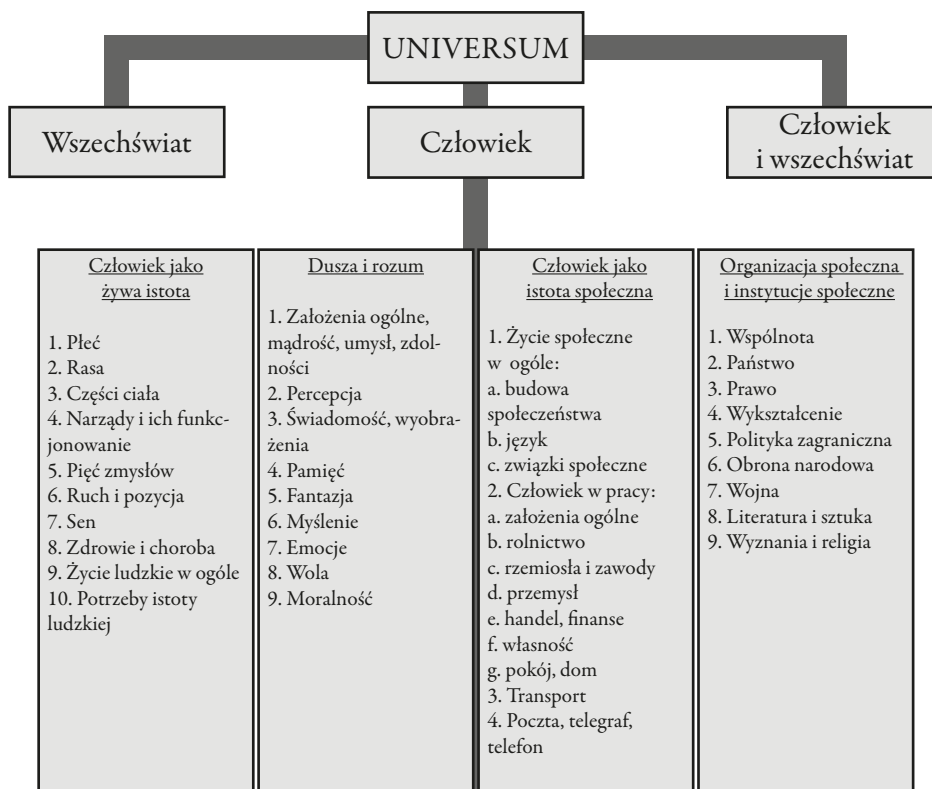 UNIVERSUM
Wszechświat
Człowiek
Człowiek
i wszechświat
Człowiek jako
żywa istota
1. Płeć
2. Rasa
3. Części ciała
4. Narządy i ich funkc-
jonowanie
5. Pięć zmysłów
6. Ruch i pozycja
7. Sen
8. Zdrowie i choroba
9. Życie ludzkie w ogóle
10. Potrzeby istoty
ludzkiej
Dusza i rozum
1. Założenia ogólne,
mądrość, umysł, zdol-
ności
2. Percepcja
3. Świadomość, wyobra-
żenia
4. Pamięć
5. Fantazja
6. Myślenie
7. Emocje
8. Wola
9. Moralność
Człowiek jako
istota społeczna
1. Życie społeczne
w ogóle:
a. budowa
społeczeństwa
b. język
c. związki społeczne
2. Człowiek w pracy:
a. założenia ogólne
b. rolnictwo
c. rzemiosła i zawody
d. przemysł
e. handel, finanse
f. własność
g. pokój, dom
3. Transport
4. Poczta, telegraf,
telefon
Organizacja społeczna
i instytucje społeczne
1. Wspólnota
2. Państwo
3. Prawo
4. Wykształcenie
5. Polityka zagraniczna
6. Obrona narodowa
7. Wojna
8. Literatura i sztuka
9. Wyznania i religia